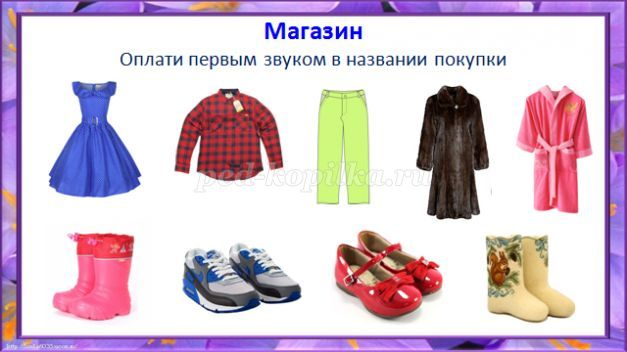 Магазин
Оплати первым звуком в названии покупки
ped-kopilka.ru